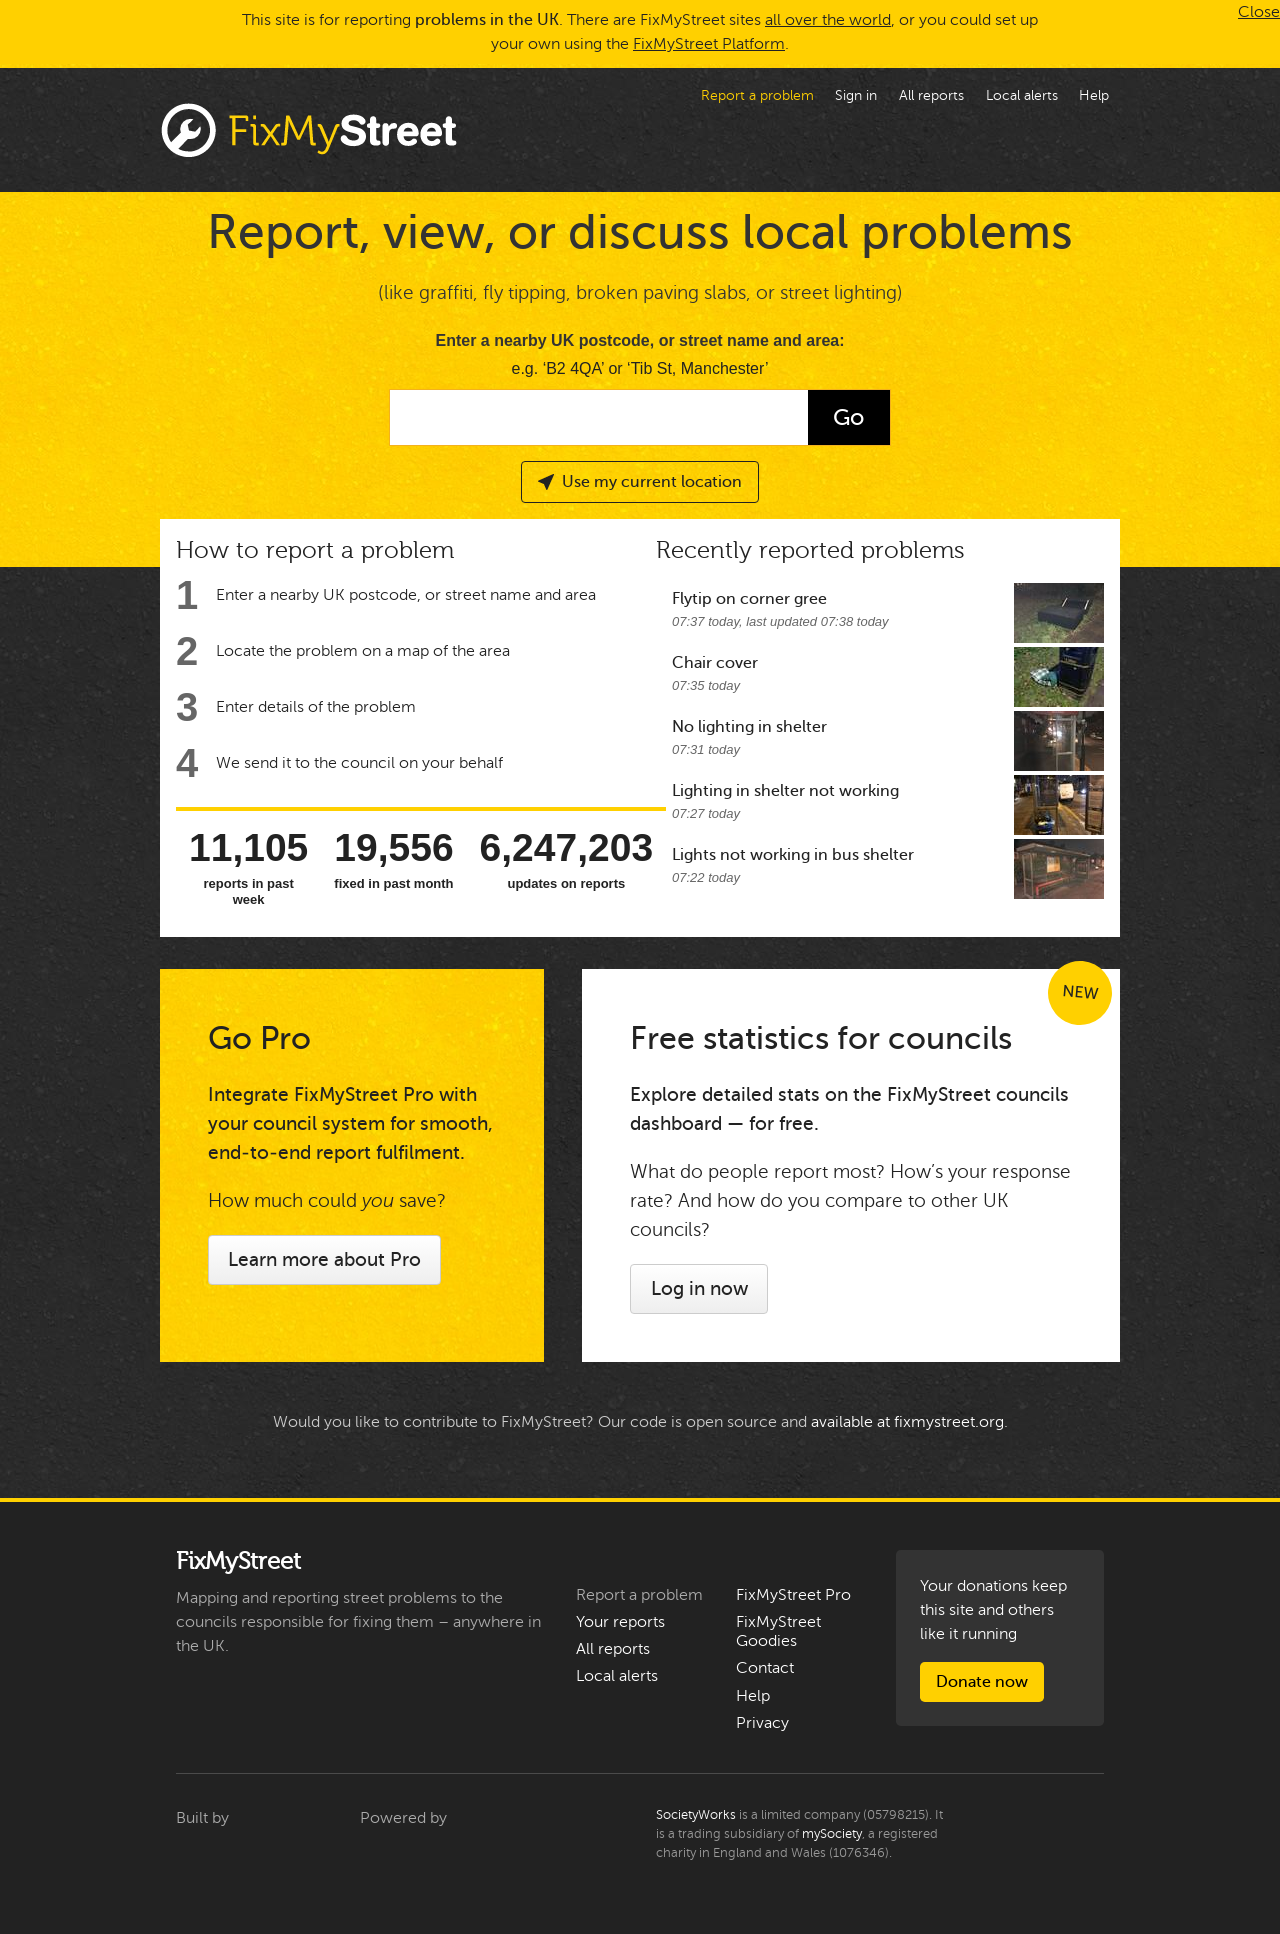 This site is for reporting problems in the UK. There are FixMyStreet sites all over the world, or you could set up
your own using the FixMyStreet Platform.
Close
FixMyStreet
Report a problem
Sign in
All reports
Local alerts
Help
Report, view, or discuss local problems
(like graffiti, fly tipping, broken paving slabs, or street lighting)
Enter a nearby UK postcode, or street name and area:
e.g. ‘B2 4QA’ or ‘Tib St, Manchester’
Go
Use my current location
How to report a problem
1 Enter a nearby UK postcode, or street name and area
2 Locate the problem on a map of the area
3 Enter details of the problem
4 We send it to the council on your behalf
11,105
reports in past
week
19,556
fixed in past month
6,247,203
updates on reports
Recently reported problems
Flytip on corner gree
07:37 today, last updated 07:38 today
Chair cover
07:35 today
No lighting in shelter
07:31 today
Lighting in shelter not working
07:27 today
Lights not working in bus shelter
07:22 today
Go Pro
Integrate FixMyStreet Pro with
your council system for smooth,
end-to-end report fulfilment.
How much could you save?
Learn more about Pro
NEW
Free statistics for councils
Explore detailed stats on the FixMyStreet councils
dashboard — for free.
What do people report most? How’s your response
rate? And how do you compare to other UK
councils?
Log in now
Would you like to contribute to FixMyStreet? Our code is open source and available at fixmystreet.org.
FixMyStreet
Mapping and reporting street problems to the
councils responsible for fixing them – anywhere in
the UK.
Report a problem
Your reports
All reports
Local alerts
FixMyStreet Pro
FixMyStreet
Goodies
Contact
Help
Privacy
Your donations keep
this site and others
like it running
Donate now
Built by
Powered by
SocietyWorks is a limited company (05798215). It
is a trading subsidiary of mySociety, a registered
charity in England and Wales (1076346).